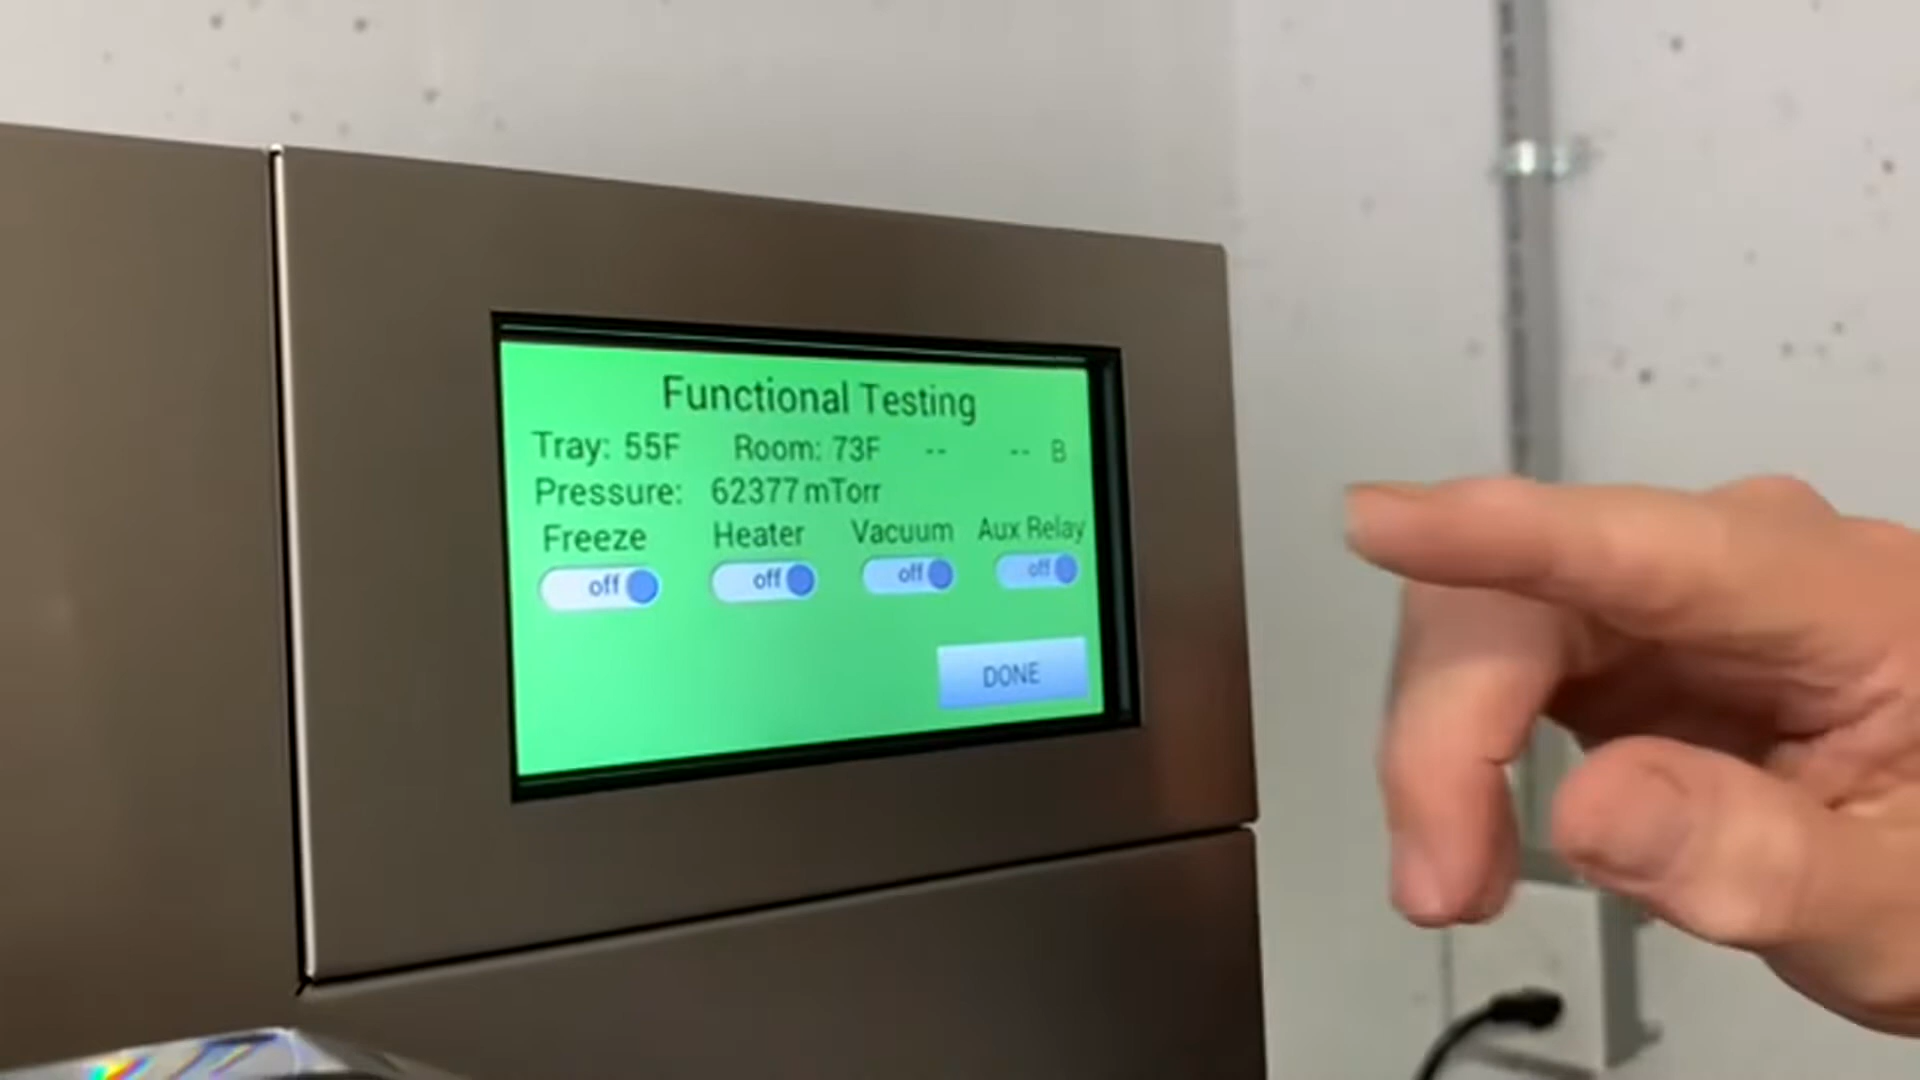 Functional Testing
Tray: 55F Room: 73F -- -- B
Pressure: 62377 mTorr
Freeze Heater Vacuum Aux Relay
off off off off
DONE